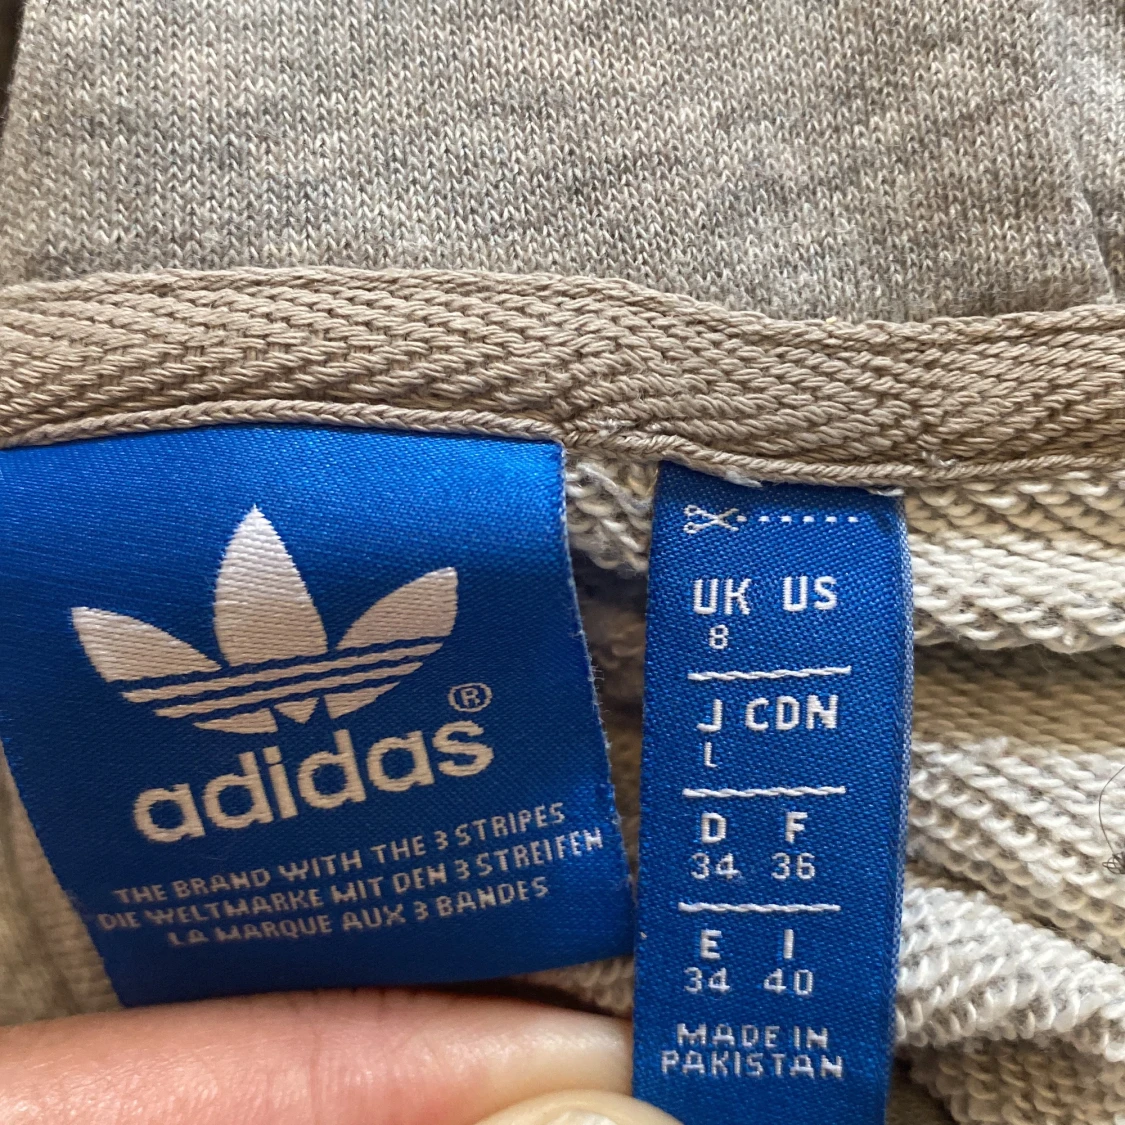 adidas®
THE BRAND WITH THE 3 STRIPES
DIE WELTMARKE MIT DEN 3 STREIFEN
LA MARQUE AUX 3 BANDES
UK US
8
J CDN
L
D F
34 36
E I
34 40
MADE IN
PAKISTAN